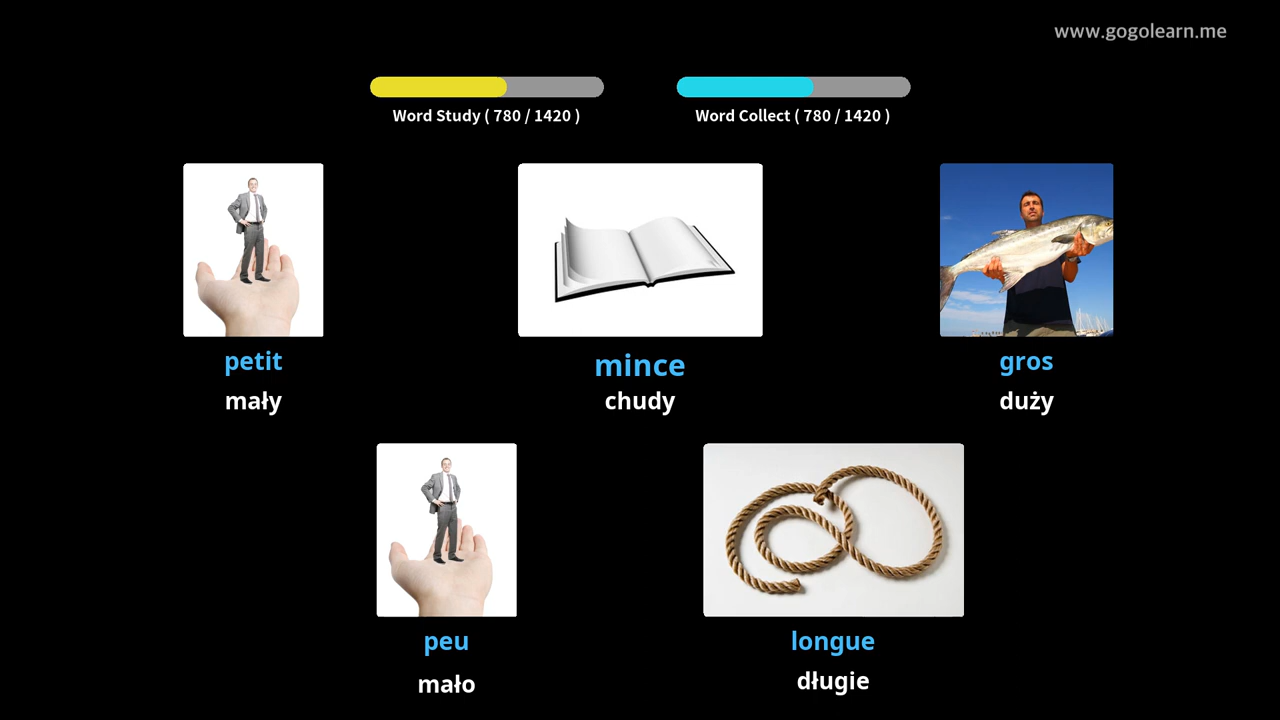 www.gogolearn.me
Word Study ( 780 / 1420 )
Word Collect ( 780 / 1420 )
petit
mały
mince
chudy
gros
duży
peu
mało
longue
długie